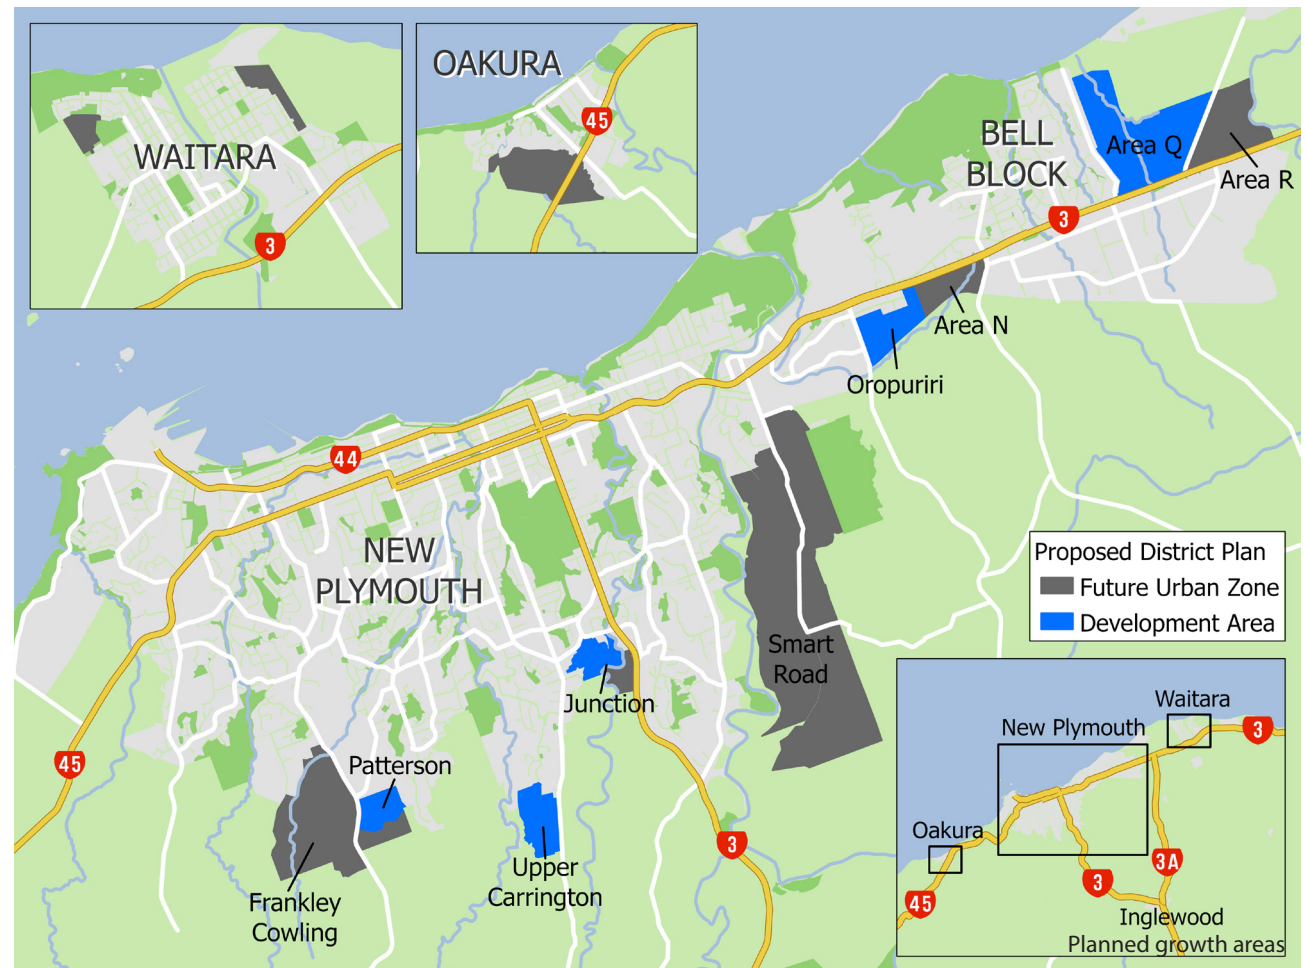 WAITARA
3
OAKURA
45
BELL
BLOCK
Area Q
Area R
3
Area N
Oropuriri
44
NEW
PLYMOUTH
Proposed District Plan
Future Urban Zone
Development Area
Smart
Road
Junction
45
Patterson
3
Upper
Carrington
Frankley
Cowling
Waitara
New Plymouth
3
Oakura
3A
3
45
Inglewood
Planned growth areas